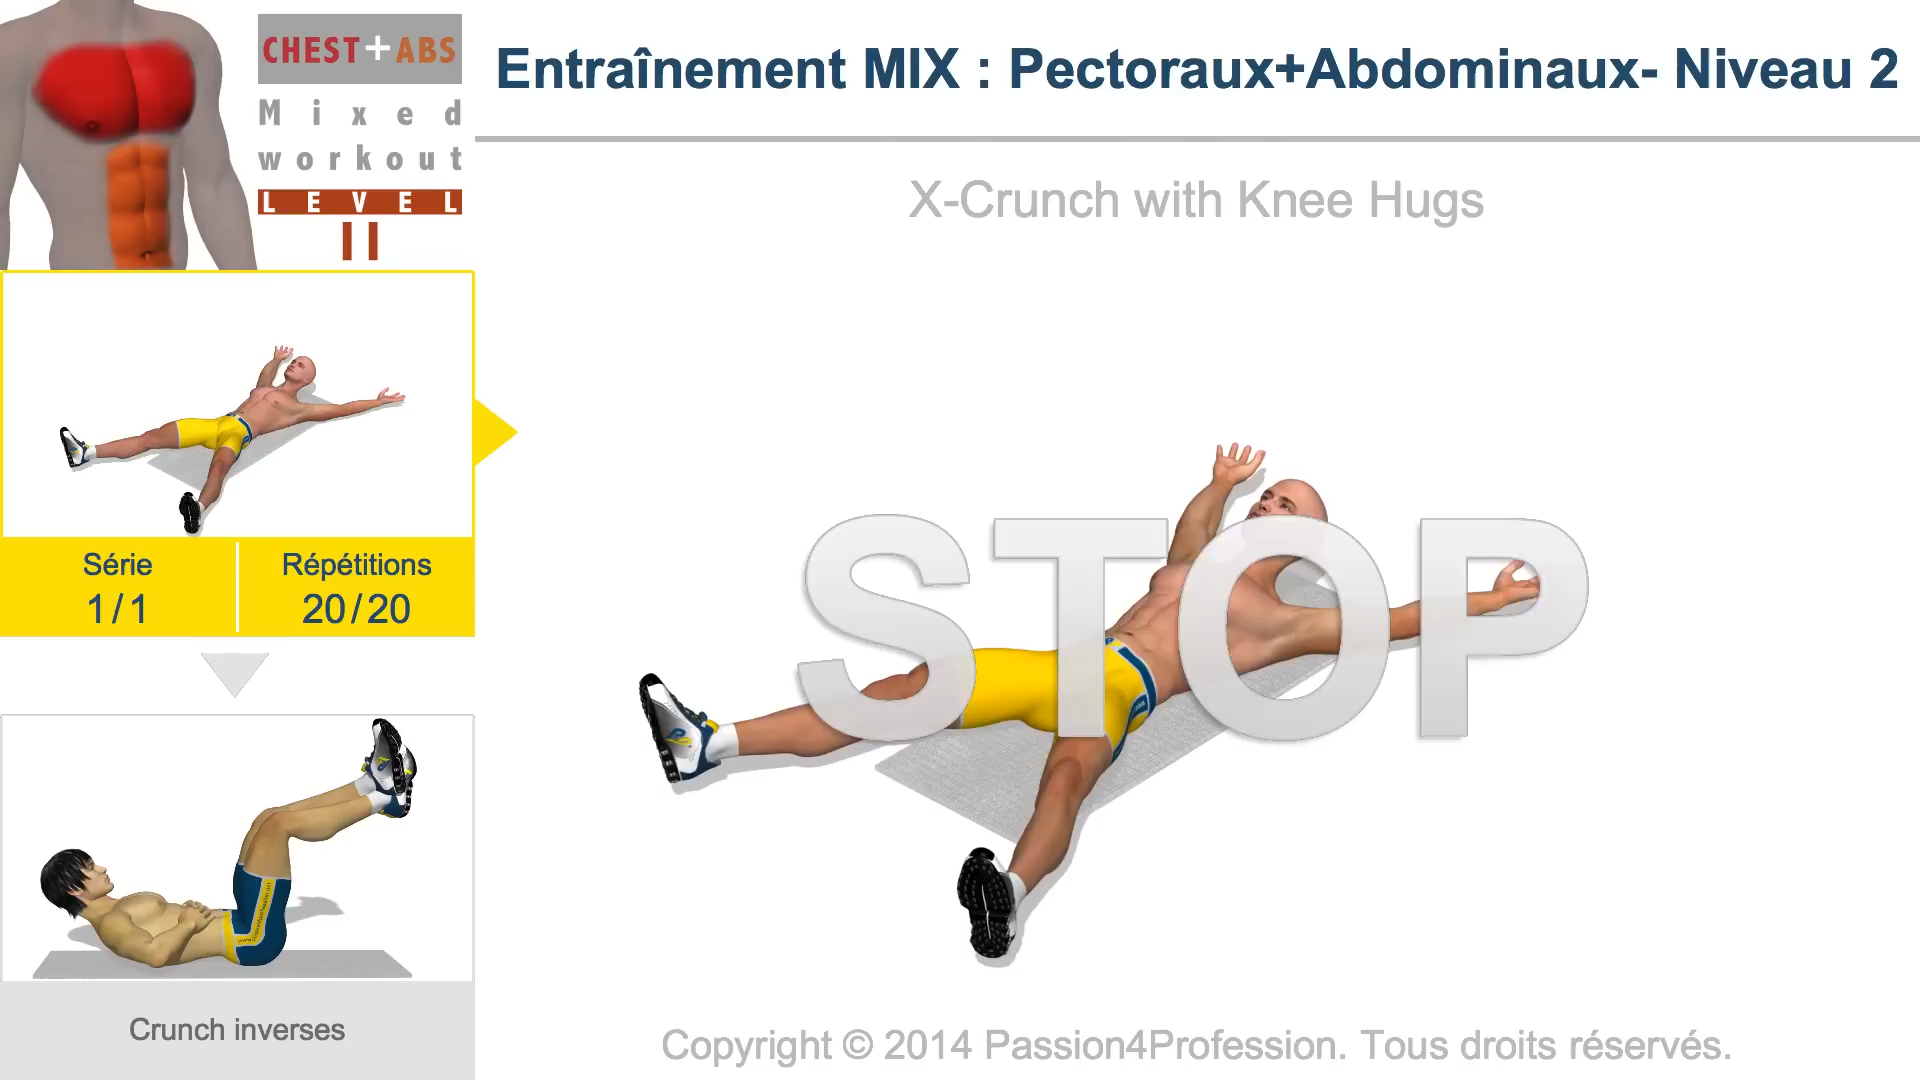 CHEST+ABS
Mixed
workout
LEVEL
II
Entraînement MIX : Pectoraux+Abdominaux- Niveau 2
X-Crunch with Knee Hugs
STOP
Série
1/1
Répétitions
20/20
Crunch inverses
Copyright © 2014 Passion4Profession. Tous droits réservés.